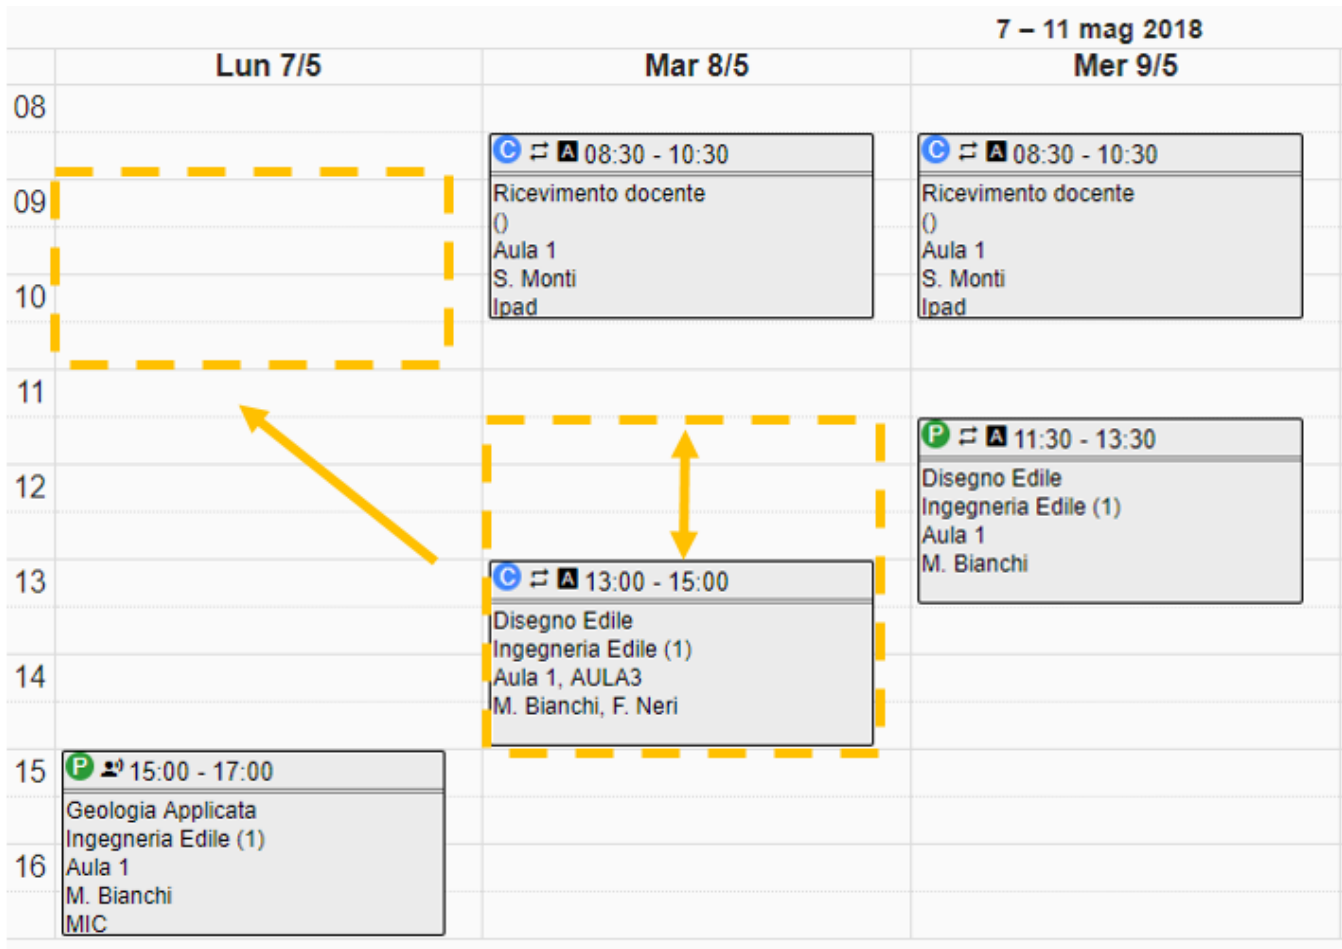 7 – 11 mag 2018
Lun 7/5
Mar 8/5
Mer 9/5
08
09
10
11
12
13
14
15
16
P 15:00 - 17:00
Geologia Applicata
Ingegneria Edile (1)
Aula 1
M. Bianchi
MIC
C A 08:30 - 10:30
Ricevimento docente
()
Aula 1
S. Monti
Ipad
C A 13:00 - 15:00
Disegno Edile
Ingegneria Edile (1)
Aula 1, AULA3
M. Bianchi, F. Neri
C A 08:30 - 10:30
Ricevimento docente
()
Aula 1
S. Monti
Ipad
P A 11:30 - 13:30
Disegno Edile
Ingegneria Edile (1)
Aula 1
M. Bianchi